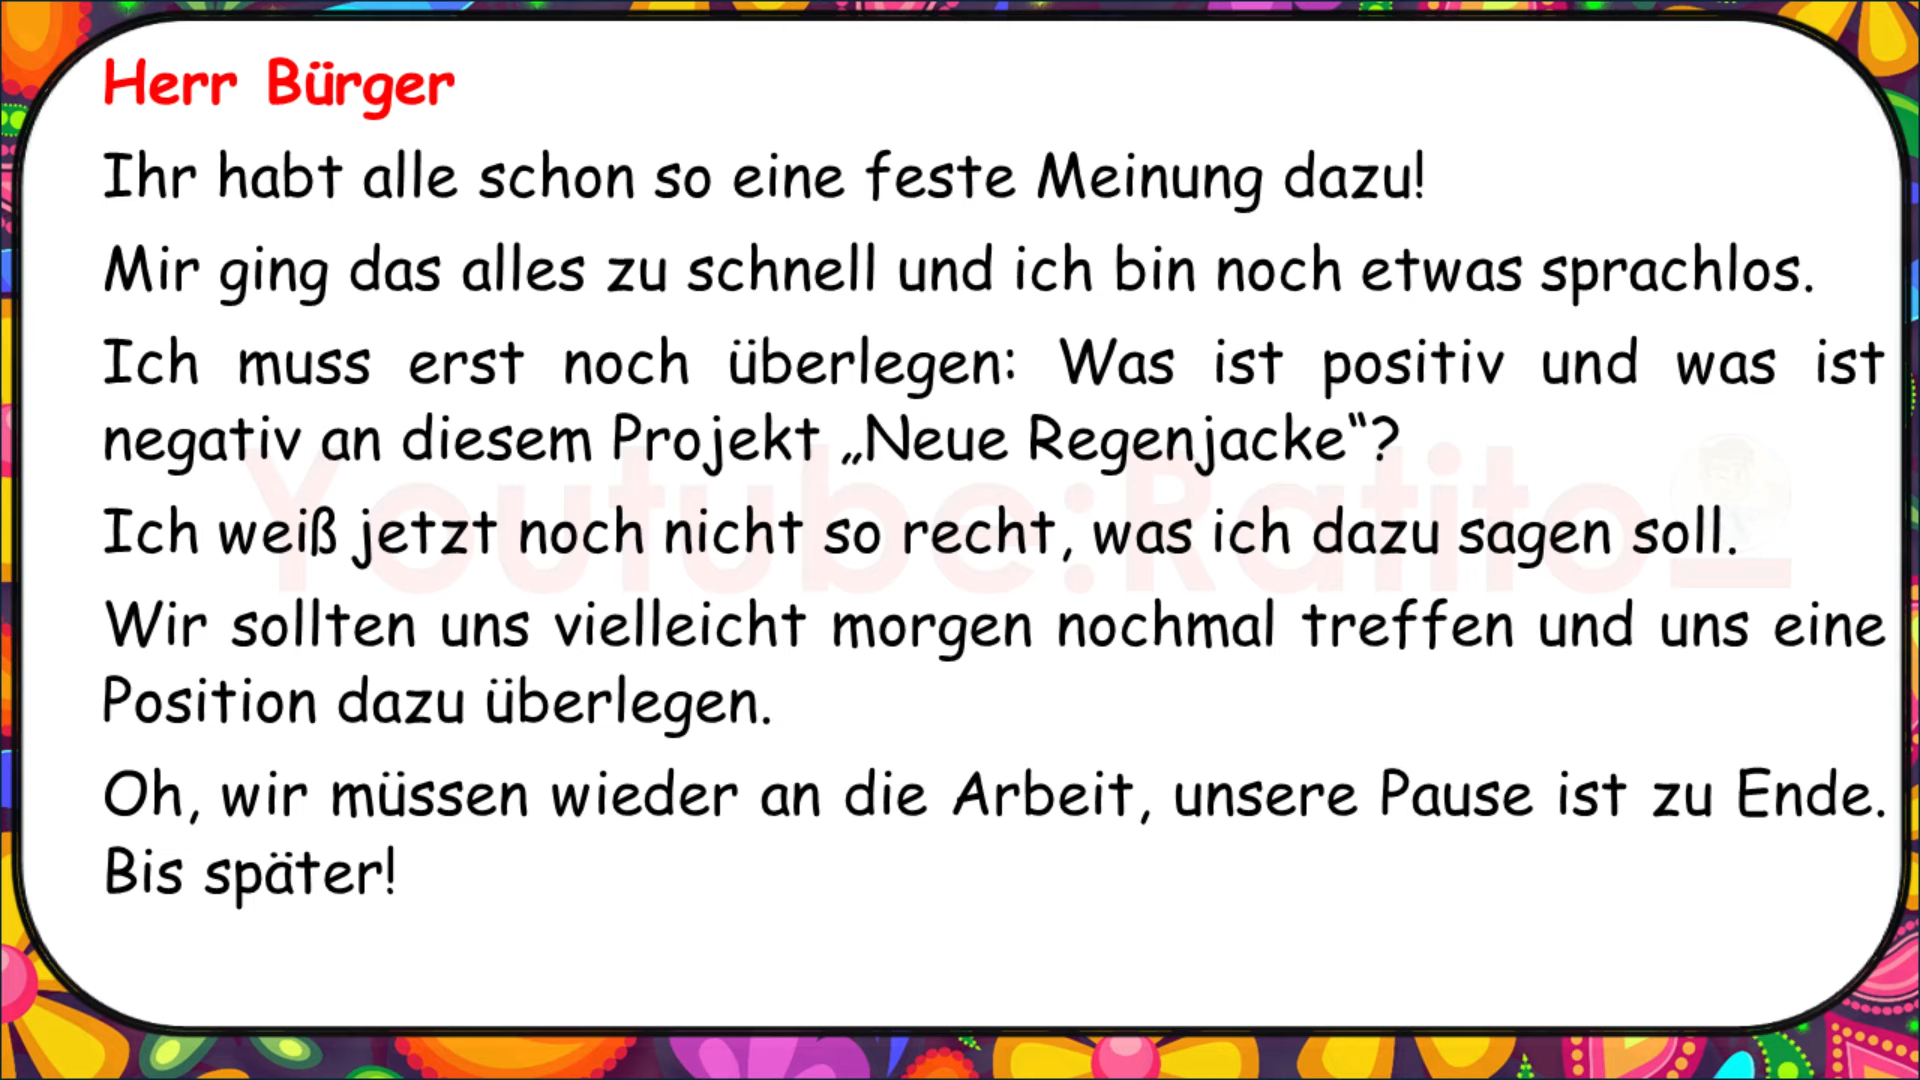 Herr Bürger
Ihr habt alle schon so eine feste Meinung dazu!
Mir ging das alles zu schnell und ich bin noch etwas sprachlos.
Ich muss erst noch überlegen: Was ist positiv und was ist
negativ an diesem Projekt „Neue Regenjacke“?
Youtube:Ratito
Ich weiß jetzt noch nicht so recht, was ich dazu sagen soll.
Wir sollten uns vielleicht morgen nochmal treffen und uns eine
Position dazu überlegen.
Oh, wir müssen wieder an die Arbeit, unsere Pause ist zu Ende.
Bis später!